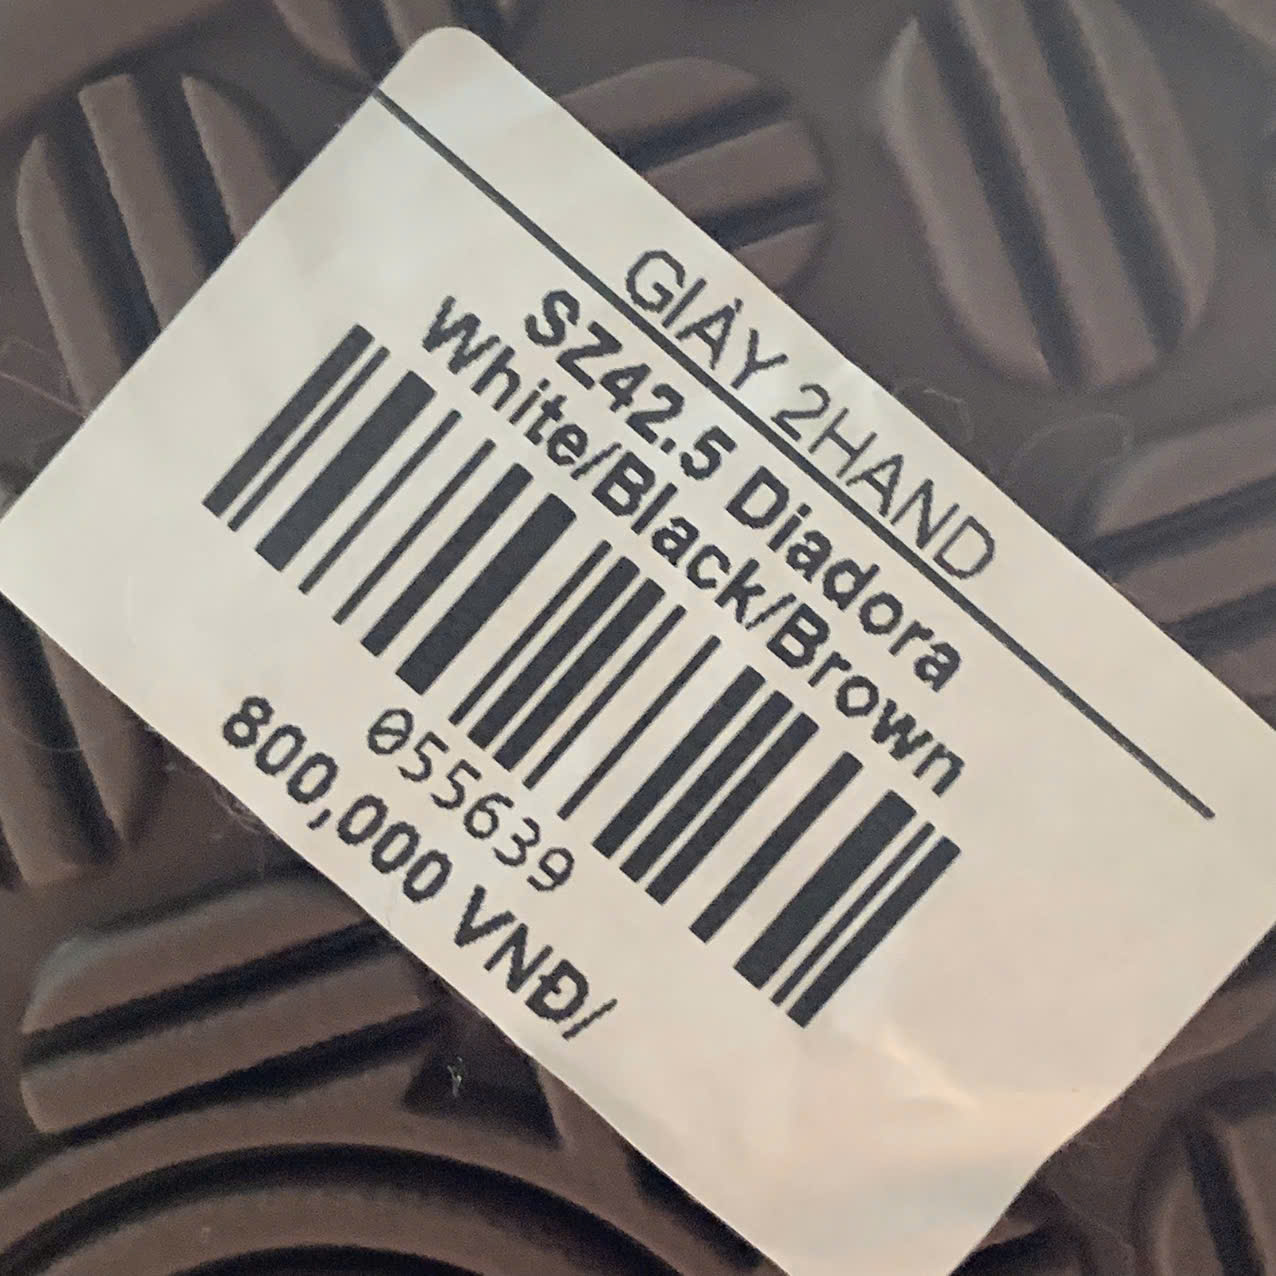 GIÀY 2HAND
SZ42.5 Diadora
White/Black/Brown
055639
800,000 VNĐ/